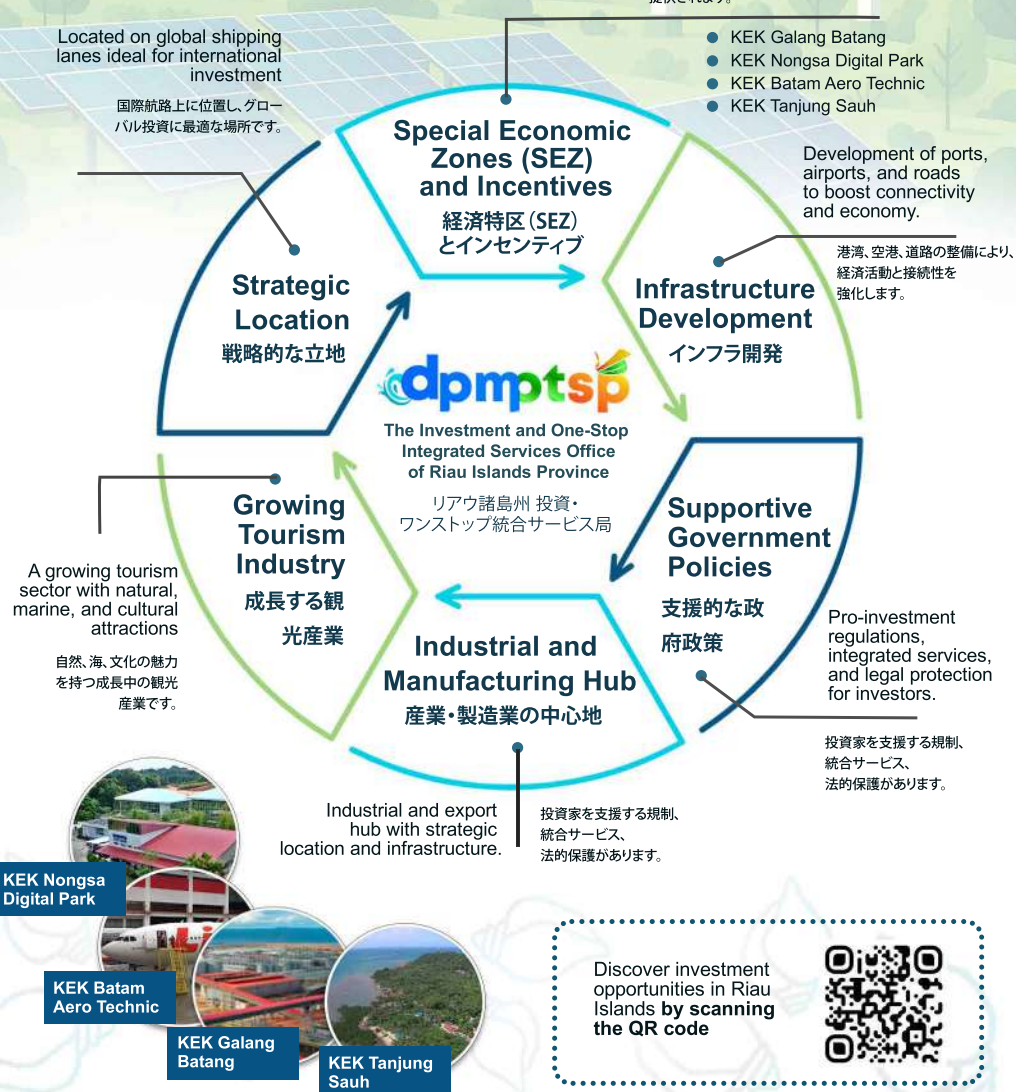 提供されます。
Located on global shipping
lanes ideal for international
investment
国際航路上に位置し、グロー
バル投資に最適な場所です。
KEK Galang Batang
KEK Nongsa Digital Park
KEK Batam Aero Technic
KEK Tanjung Sauh
Special Economic
Zones (SEZ)
and Incentives
経済特区（SEZ）
とインセンティブ
Development of ports,
airports, and roads
to boost connectivity
and economy.
港湾、空港、道路の整備により、
経済活動と接続性を
強化します。
Strategic
Location
戦略的な立地
Infrastructure
Development
インフラ開発
dpmptsp
The Investment and One-Stop
Integrated Services Office
of Riau Islands Province
リアウ諸島州 投資・
ワンストップ統合サービス局
Growing
Tourism
Industry
成長する観
光産業
Supportive
Government
Policies
支援的な政
府政策
A growing tourism
sector with natural,
marine, and cultural
attractions
自然、海、文化の魅力
を持つ成長中の観光
産業です。
Pro-investment
regulations,
integrated services,
and legal protection
for investors.
投資家を支援する規制、
統合サービス、
法的保護があります。
Industrial and
Manufacturing Hub
産業・製造業の中心地
Industrial and export
hub with strategic
location and infrastructure.
投資家を支援する規制、
統合サービス、
法的保護があります。
KEK Nongsa
Digital Park
KEK Batam
Aero Technic
KEK Galang
Batang
KEK Tanjung
Sauh
Discover investment
opportunities in Riau
Islands by scanning
the QR code